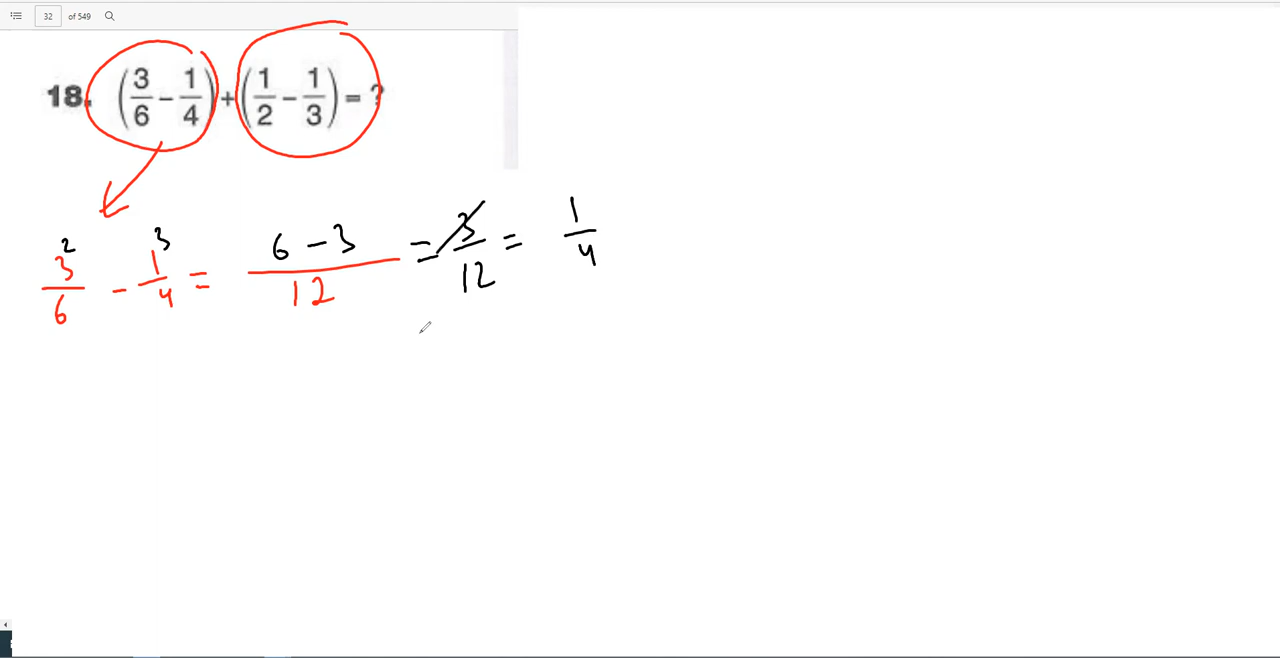 32 of 549
18. (3/6 - 1/4) + (1/2 - 1/3) = ?
2 3
3/6 - 1/4 = 6 - 3/12 = 3/12 = 1/4